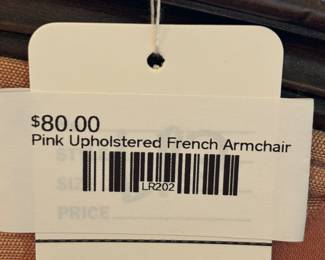 $80.00
Pink Upholstered French Armchair
LR202
PRICE